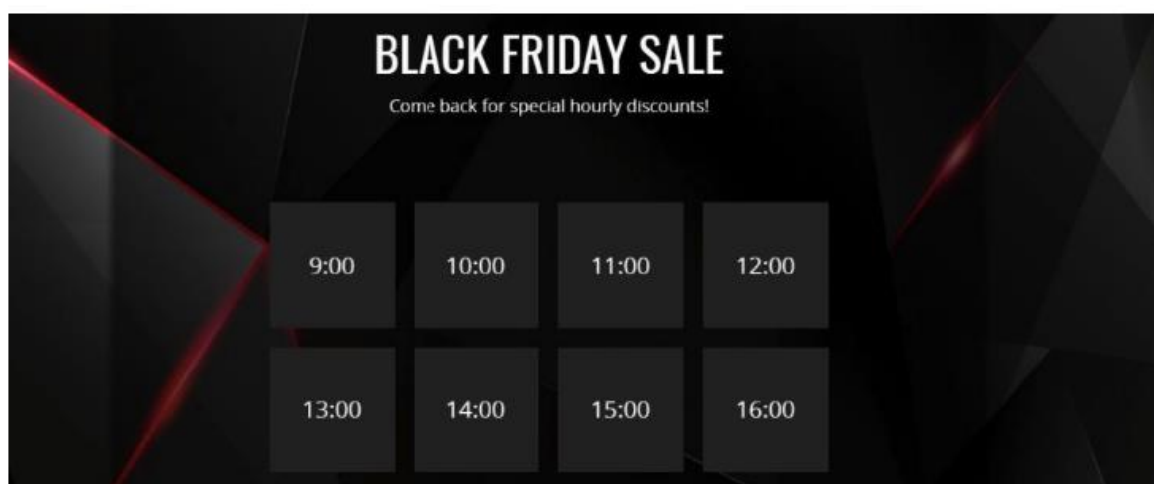 BLACK FRIDAY SALE
Come back for special hourly discounts!
9:00 10:00 11:00 12:00
13:00 14:00 15:00 16:00